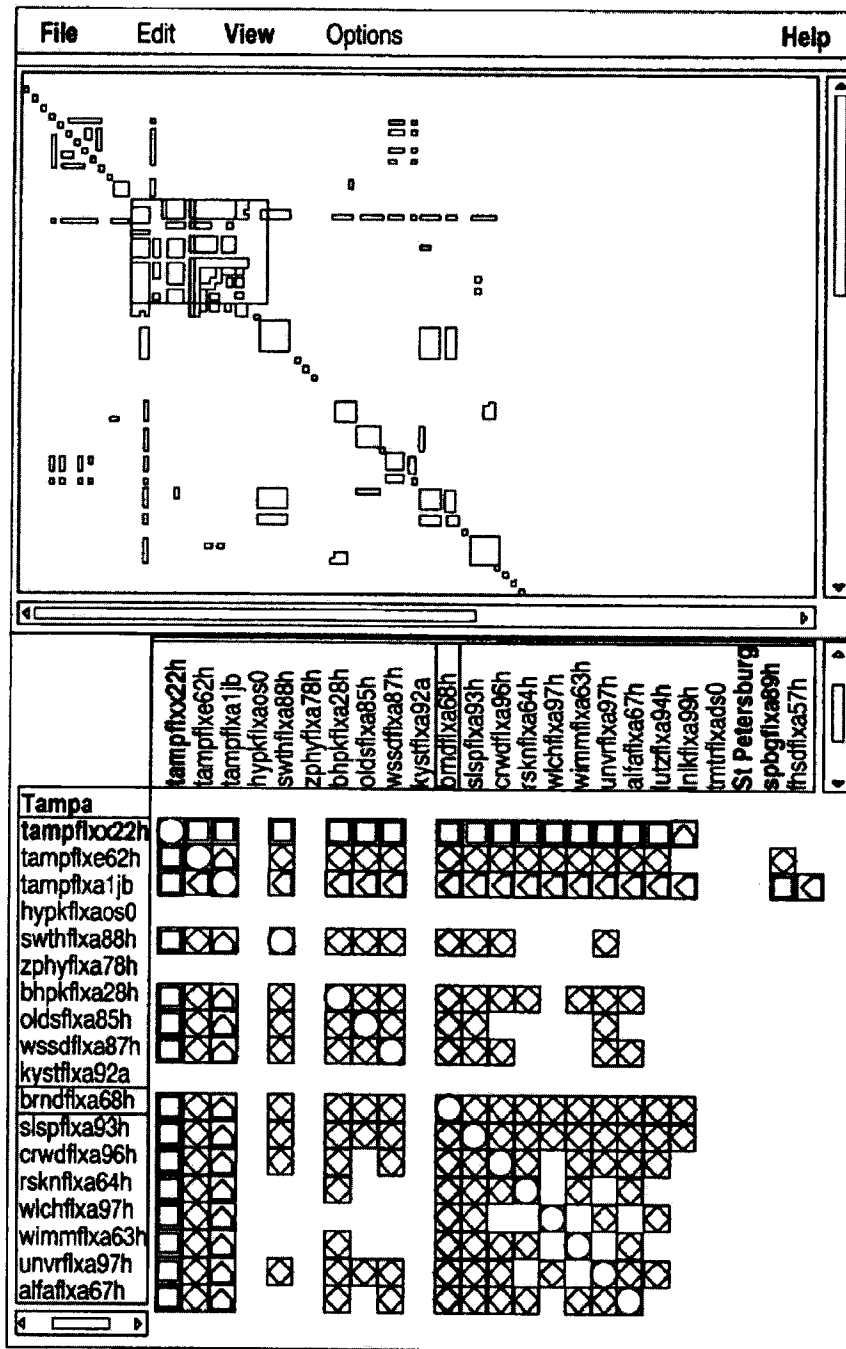 File Edit View Options Help
tampflxx22h
tampflxe62h
tampflxa1jb
hypkflxaos0
swthflxa88h
zphyflxa78h
bhpkflxa28h
oldsflxa85h
wssdflxa87h
kystflxa92a
brndflxa68h
slspflxa93h
crwdflxa96h
rsknflxa64h
wlchflxa97h
wimmflxa63h
unvrflxa97h
alfaflxa67h
lutzflxa94h
lnlkflxa99h
tmtrflxads0
St Petersburg
spbgflxa89h
fhsdflxa57h
Tampa
tampflxx22h
tampflxe62h
tampflxa1jb
hypkflxaos0
swthflxa88h
zphyflxa78h
bhpkflxa28h
oldsflxa85h
wssdflxa87h
kystflxa92a
brndflxa68h
slspflxa93h
crwdflxa96h
rsknflxa64h
wlchflxa97h
wimmflxa63h
unvrflxa97h
alfaflxa67h